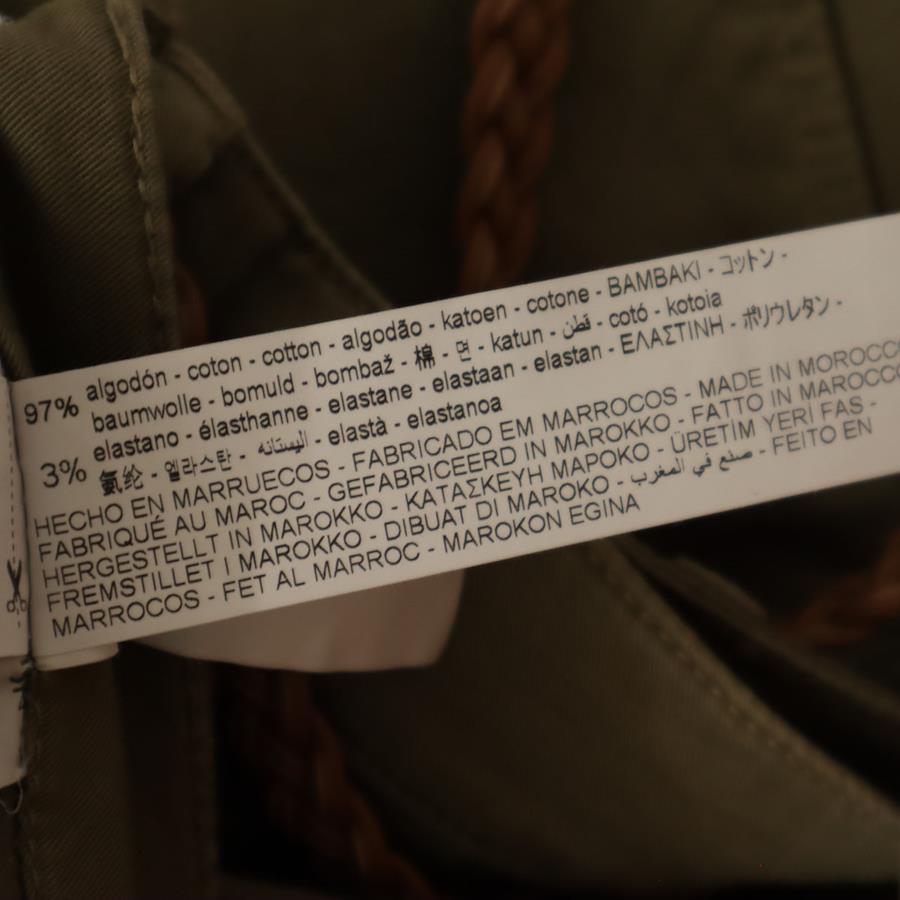 97% algodón - coton - cotton - algodão - katoen - cotone - BAMBAKI - コットン -
baumwolle - bomuld - bombaž - 棉 - 면 - katun - قطن - cotó - kotoia
3% elastano - élasthanne - elastane - elastaan - elastan - ΕΛΑΣΤΙΝΗ - ポリウレタン -
氨纶 - 엘라스탄 - اليستانه - elastà - elastanoa
HECHO EN MARRUECOS - FABRICADO EM MARROCOS - MADE IN MOROCCO
FABRIQUÉ AU MAROC - GEFABRICEERD IN MAROKKO - FATTO IN MAROCCO
HERGESTELLT IN MAROKKO - ΚΑΤΑΣΚΕΥΗ ΜΑΡΟΚΟ - ÜRETİM YERİ FAS -
FREMSTILLET I MAROKKO - DIBUAT DI MAROKO - صنع في المغرب - FEITO EN
MARROCOS - FET AL MARROC - MAROKON EGINA